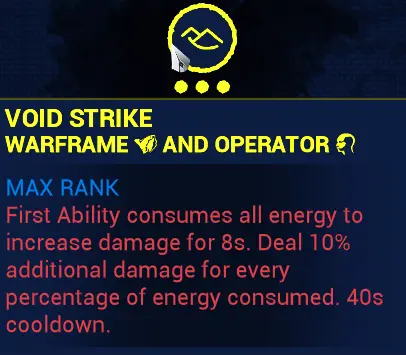 VOID STRIKE
WARFRAME AND OPERATOR
MAX RANK
First Ability consumes all energy to
increase damage for 8s. Deal 10%
additional damage for every
percentage of energy consumed. 40s
cooldown.